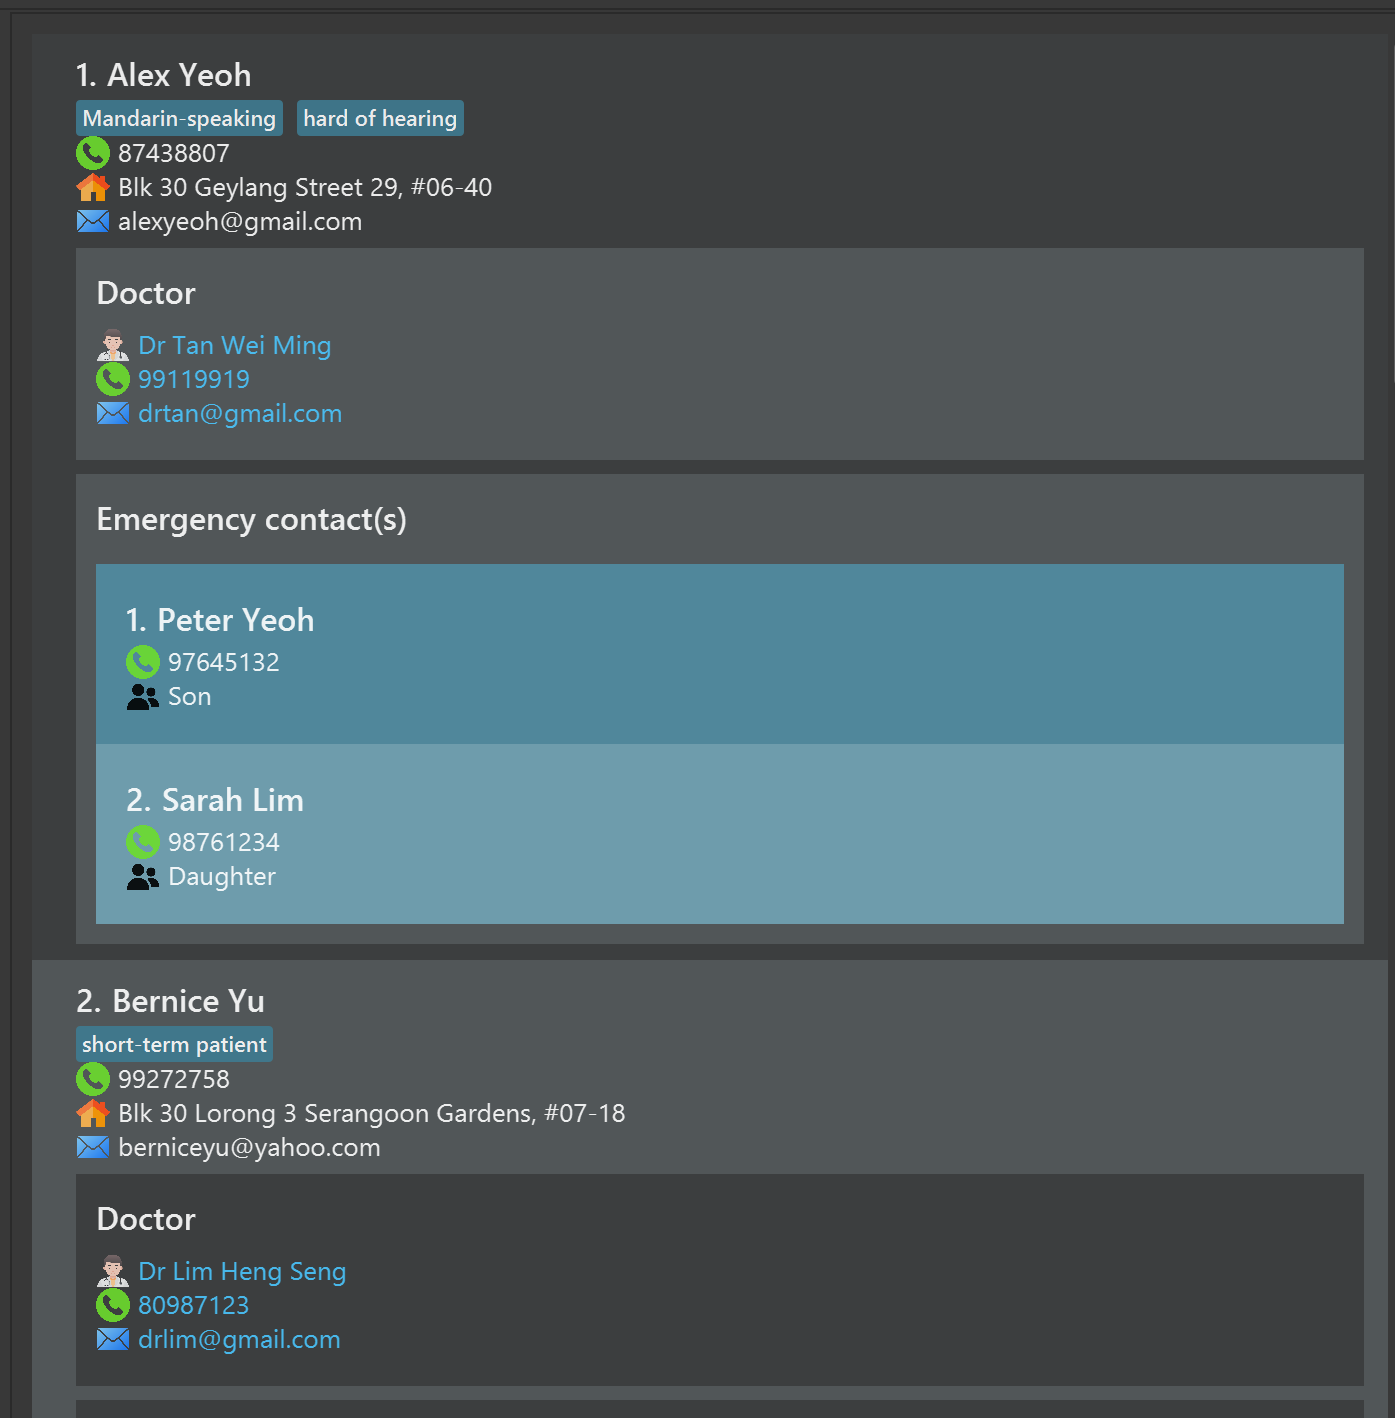 1. Alex Yeoh
Mandarin-speaking hard of hearing
87438807
Blk 30 Geylang Street 29, #06-40
alexyeoh@gmail.com
Doctor
Dr Tan Wei Ming
99119919
drtan@gmail.com
Emergency contact(s)
1. Peter Yeoh
97645132
Son
2. Sarah Lim
98761234
Daughter
2. Bernice Yu
short-term patient
99272758
Blk 30 Lorong 3 Serangoon Gardens, #07-18
berniceyu@yahoo.com
Doctor
Dr Lim Heng Seng
80987123
drlim@gmail.com